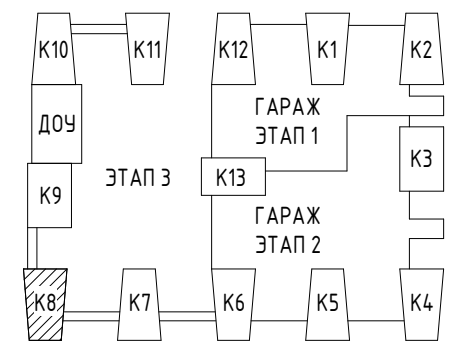 К10
К11
К12
К1
К2
ДОУ
ГАРАЖ
ЭТАП 1
К3
К9
ЭТАП 3
К13
ГАРАЖ
ЭТАП 2
К8
К7
К6
К5
К4